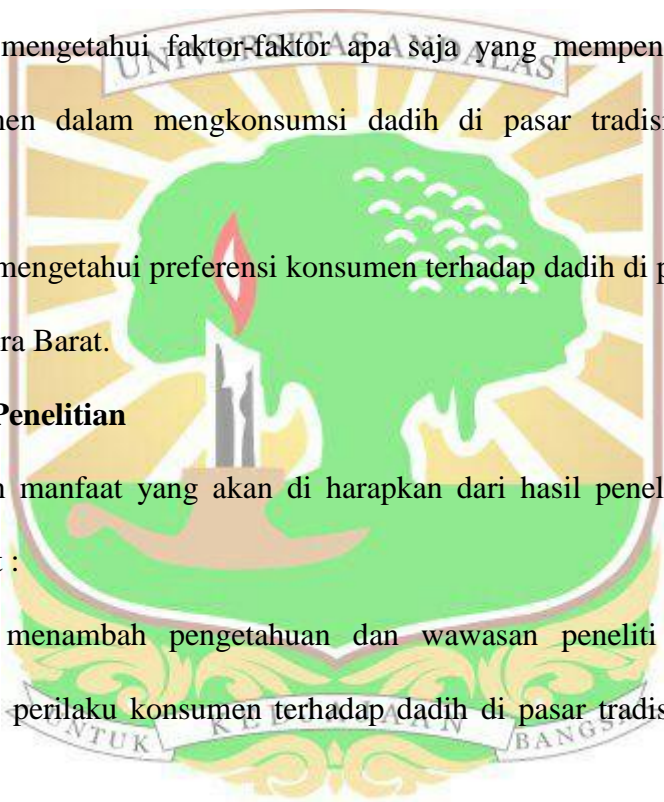 mengetahui faktor-faktor apa saja yang mempen
UNIVERSITAS ANDALAS
men dalam mengkonsumsi dadih di pasar tradis
mengetahui preferensi konsumen terhadap dadih di p
ra Barat.
Penelitian
manfaat yang akan di harapkan dari hasil penel
t :
menambah pengetahuan dan wawasan peneliti
perilaku konsumen terhadap dadih di pasar tradis
UNTUK KEDJAJAAN BANGSA